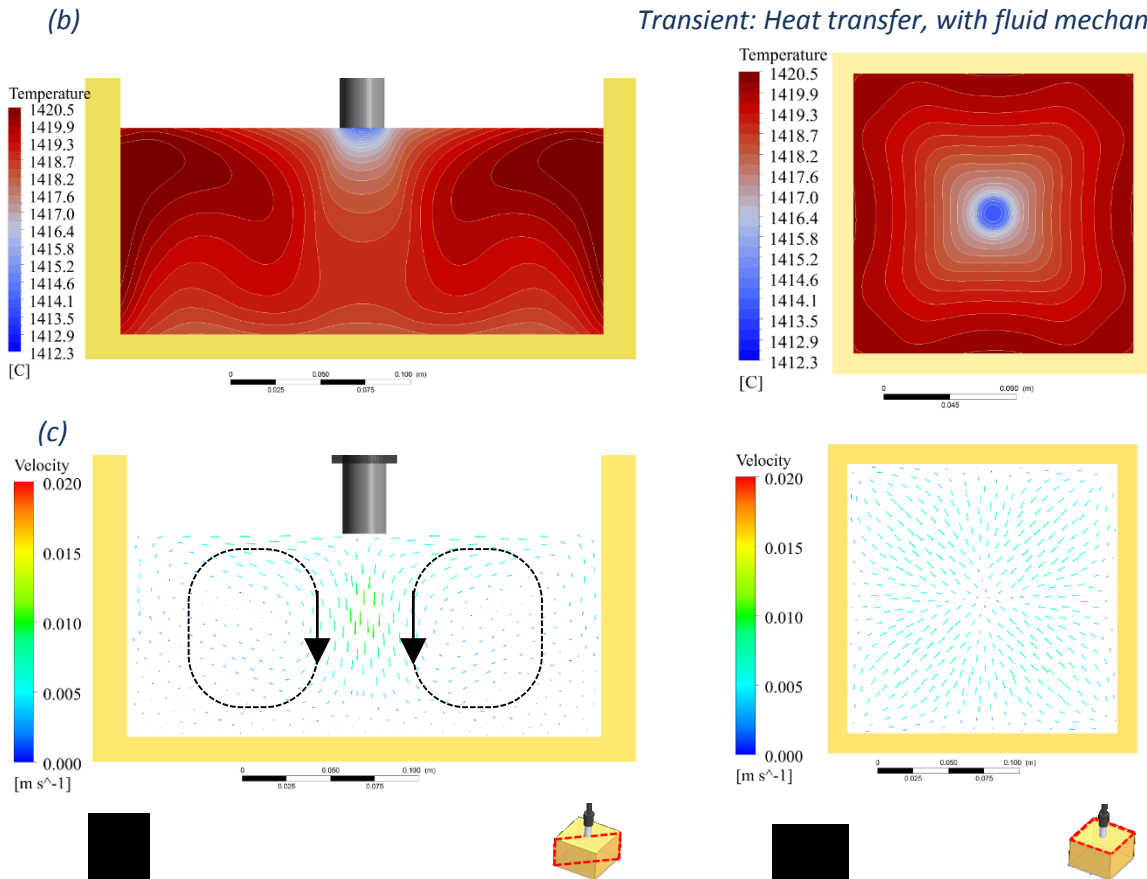 (b)
Transient: Heat transfer, with fluid mechan
Temperature
1420.5
1419.9
1419.3
1418.7
1418.2
1417.6
1417.0
1416.4
1415.8
1415.2
1414.6
1414.1
1413.5
1412.9
1412.3
[C]
0 0.050 0.100 (m)
0.025 0.075
Temperature
1420.5
1419.9
1419.3
1418.7
1418.2
1417.6
1417.0
1416.4
1415.8
1415.2
1414.6
1414.1
1413.5
1412.9
1412.3
[C]
0 0.090 (m)
0.045
(c)
Velocity
0.020
0.015
0.010
0.005
0.000
[m s^-1]
0 0.050 0.100 (m)
0.025 0.075
Velocity
0.020
0.015
0.010
0.005
0.000
[m s^-1]
0 0.050 0.100 (m)
0.025 0.075